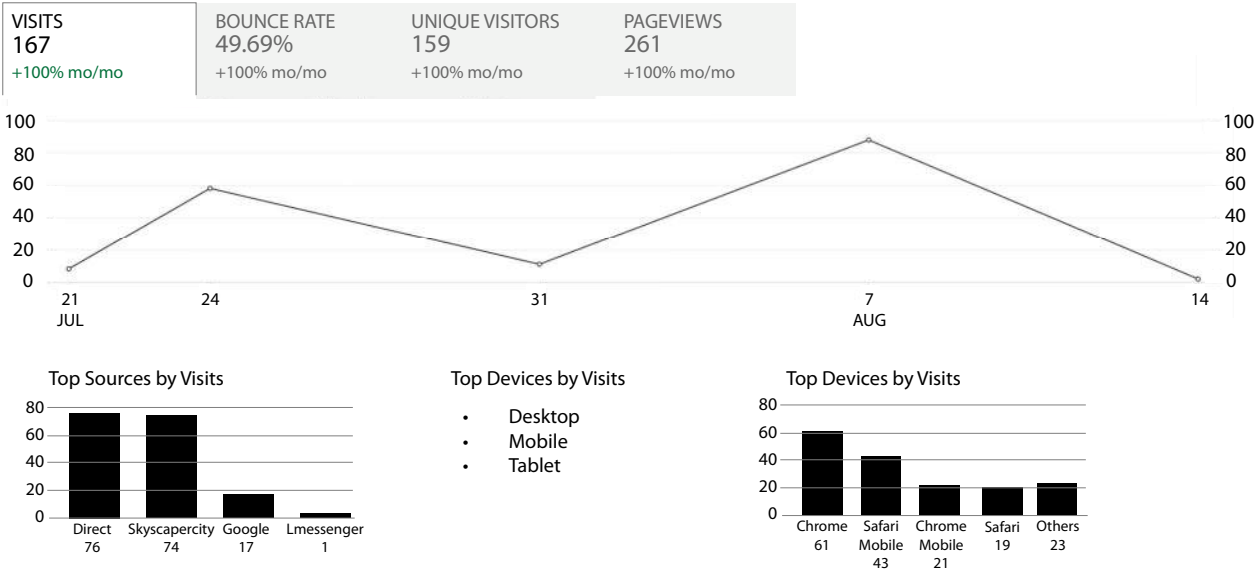 VISITS
167
+100% mo/mo
BOUNCE RATE
49.69%
+100% mo/mo
UNIQUE VISITORS
159
+100% mo/mo
PAGEVIEWS
261
+100% mo/mo
100
80
60
40
20
0
100
80
60
40
20
0
21 24 31 7 14
JUL AUG
Top Sources by Visits
80
60
40
20
0
Direct Skyscapercity Google Lmessenger
76 74 17 1
Top Devices by Visits
• Desktop
• Mobile
• Tablet
Top Devices by Visits
80
60
40
20
0
Chrome Safari Chrome Safari Others
61 Mobile Mobile 19 23
43 21